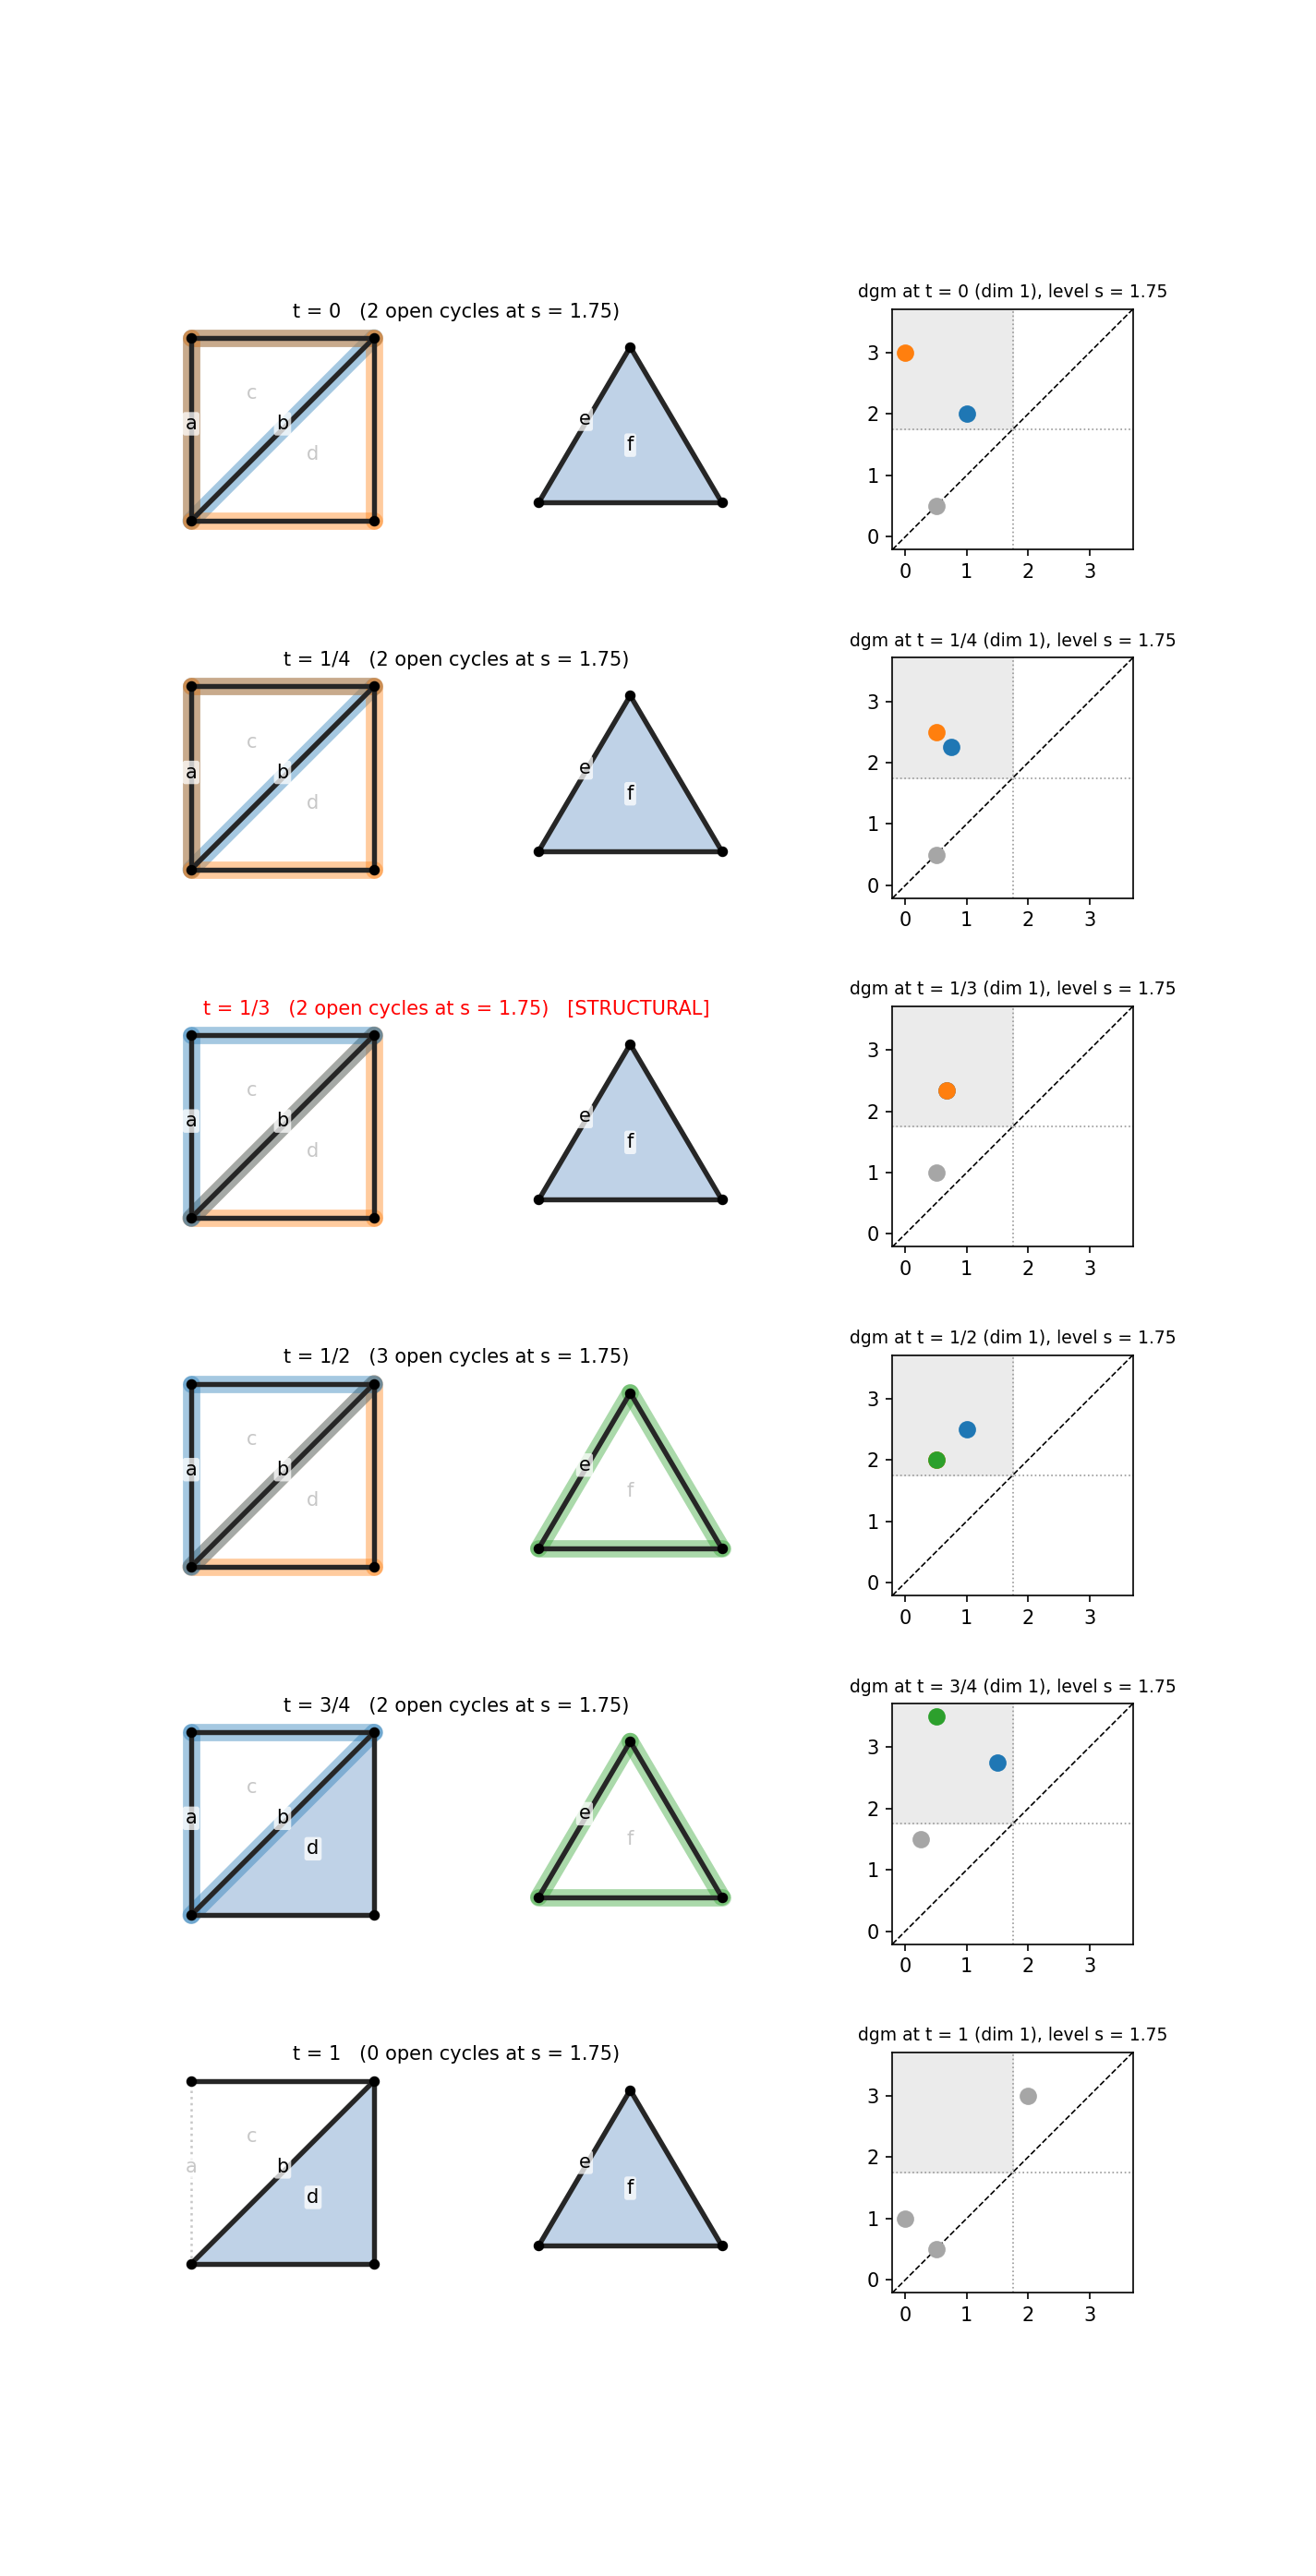 t = 0   (2 open cycles at s = 1.75)
c
a
b
d
e
f
dgm at t = 0 (dim 1), level s = 1.75
3
2
1
0
0 1 2 3
t = 1/4   (2 open cycles at s = 1.75)
c
a
b
d
e
f
dgm at t = 1/4 (dim 1), level s = 1.75
3
2
1
0
0 1 2 3
t = 1/3   (2 open cycles at s = 1.75)   [STRUCTURAL]
c
a
b
d
e
f
dgm at t = 1/3 (dim 1), level s = 1.75
3
2
1
0
0 1 2 3
t = 1/2   (3 open cycles at s = 1.75)
c
a
b
d
e
f
dgm at t = 1/2 (dim 1), level s = 1.75
3
2
1
0
0 1 2 3
t = 3/4   (2 open cycles at s = 1.75)
c
a
b
d
e
f
dgm at t = 3/4 (dim 1), level s = 1.75
3
2
1
0
0 1 2 3
t = 1   (0 open cycles at s = 1.75)
c
a
b
d
e
f
dgm at t = 1 (dim 1), level s = 1.75
3
2
1
0
0 1 2 3